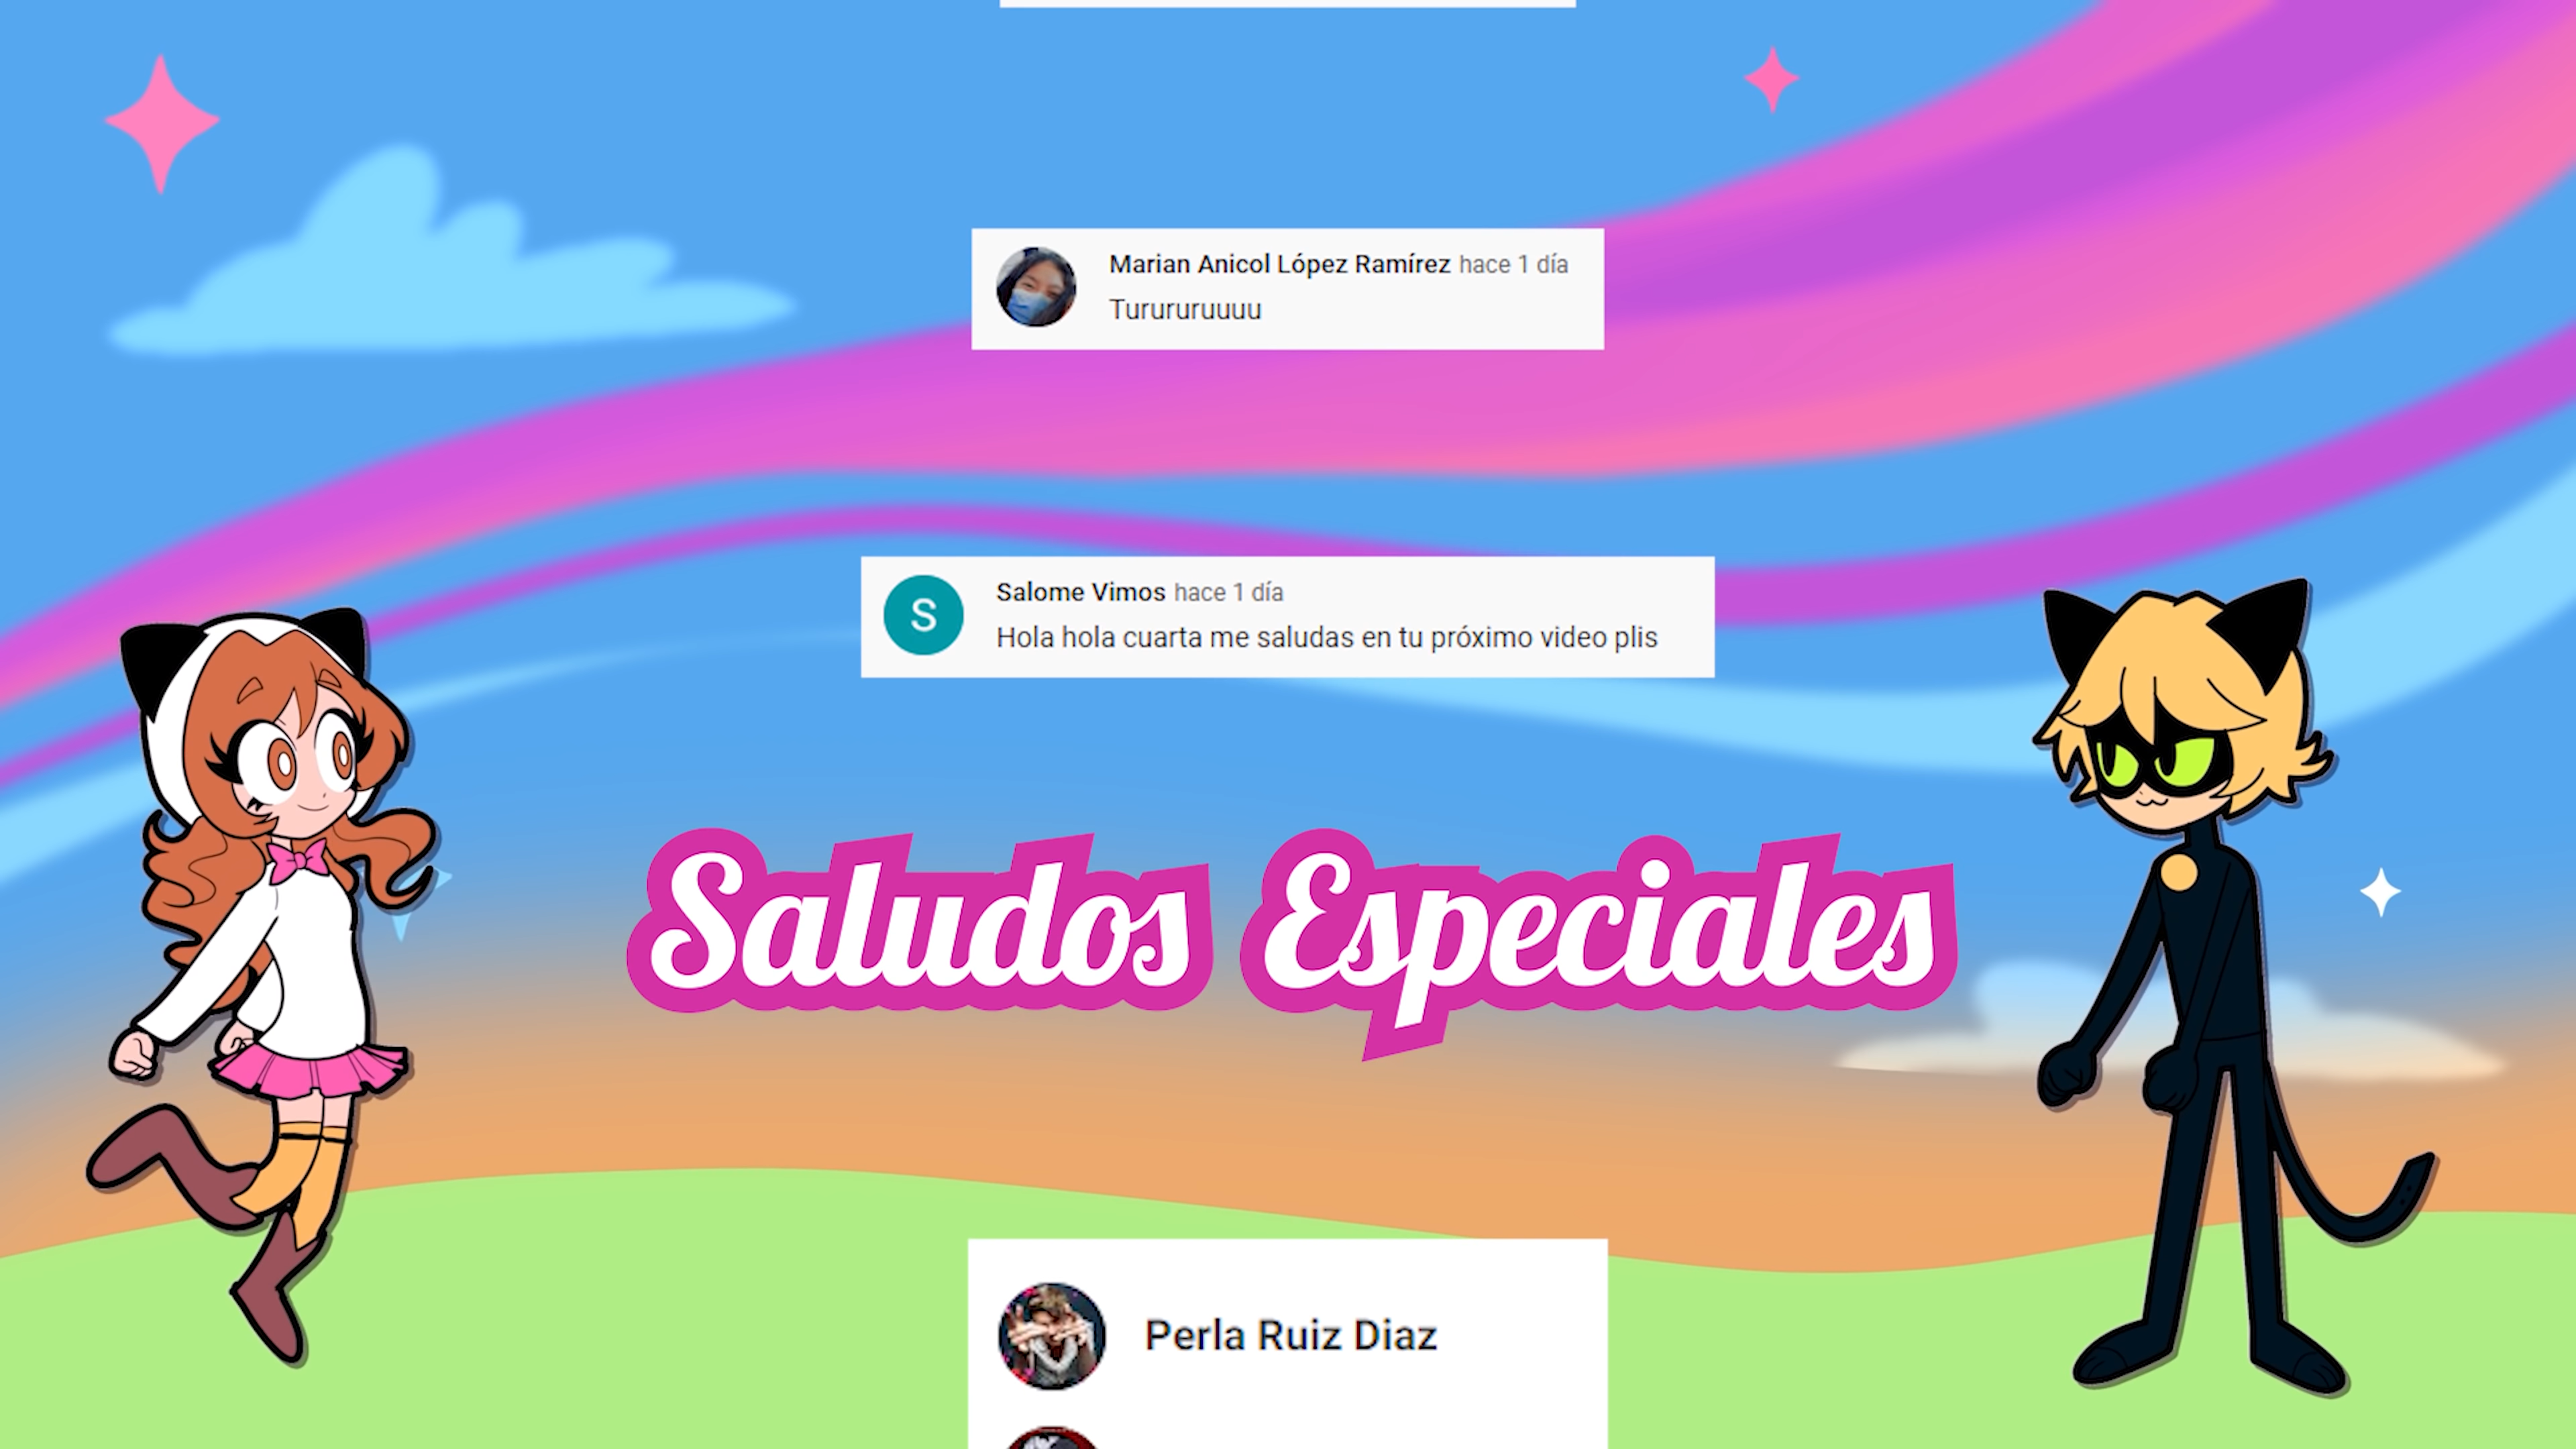 Marian Anicol López Ramírez hace 1 día
Turururuuuu
S
Salome Vimos hace 1 día
Hola hola cuarta me saludas en tu próximo video plis
Saludos Especiales
Perla Ruiz Diaz